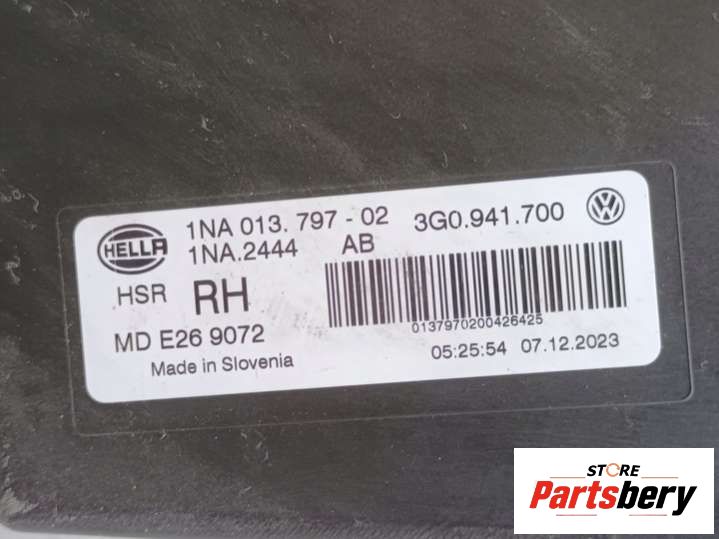 HELLA
1NA 013. 797 - 02 3G0.941.700
1NA.2444 AB
HSR RH
0137970200426425
MD E26 9072
05:25:54 07.12.2023
Made in Slovenia
STORE
Partsbery